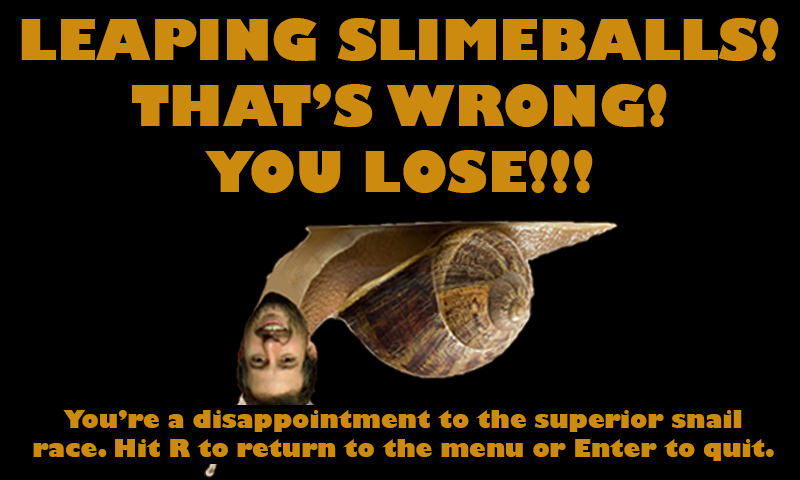 LEAPING SLIMEBALLS!
THAT’S WRONG!
YOU LOSE!!!
You’re a disappointment to the superior snail
race. Hit R to return to the menu or Enter to quit.